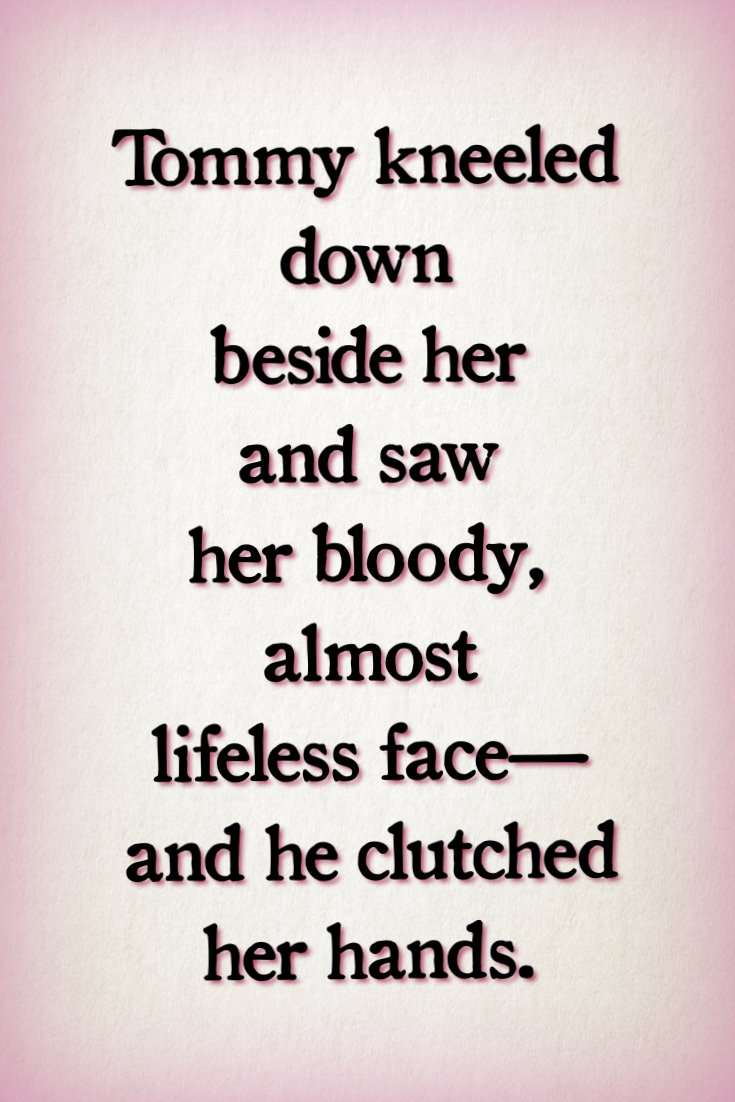 Tommy kneeled
down
beside her
and saw
her bloody,
almost
lifeless face—
and he clutched
her hands.